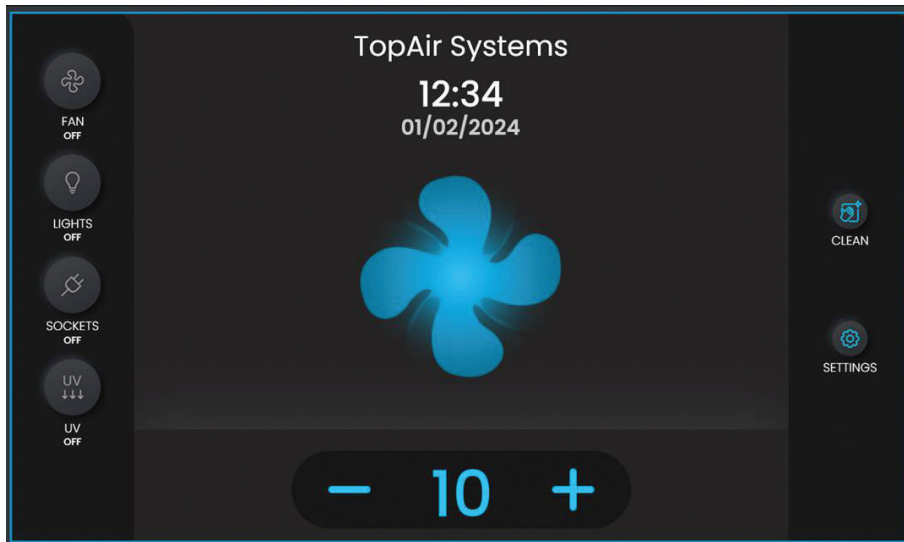 TopAir Systems
12:34
01/02/2024
FAN
OFF
LIGHTS
OFF
SOCKETS
OFF
UV
UV
OFF
CLEAN
SETTINGS
− 10 +